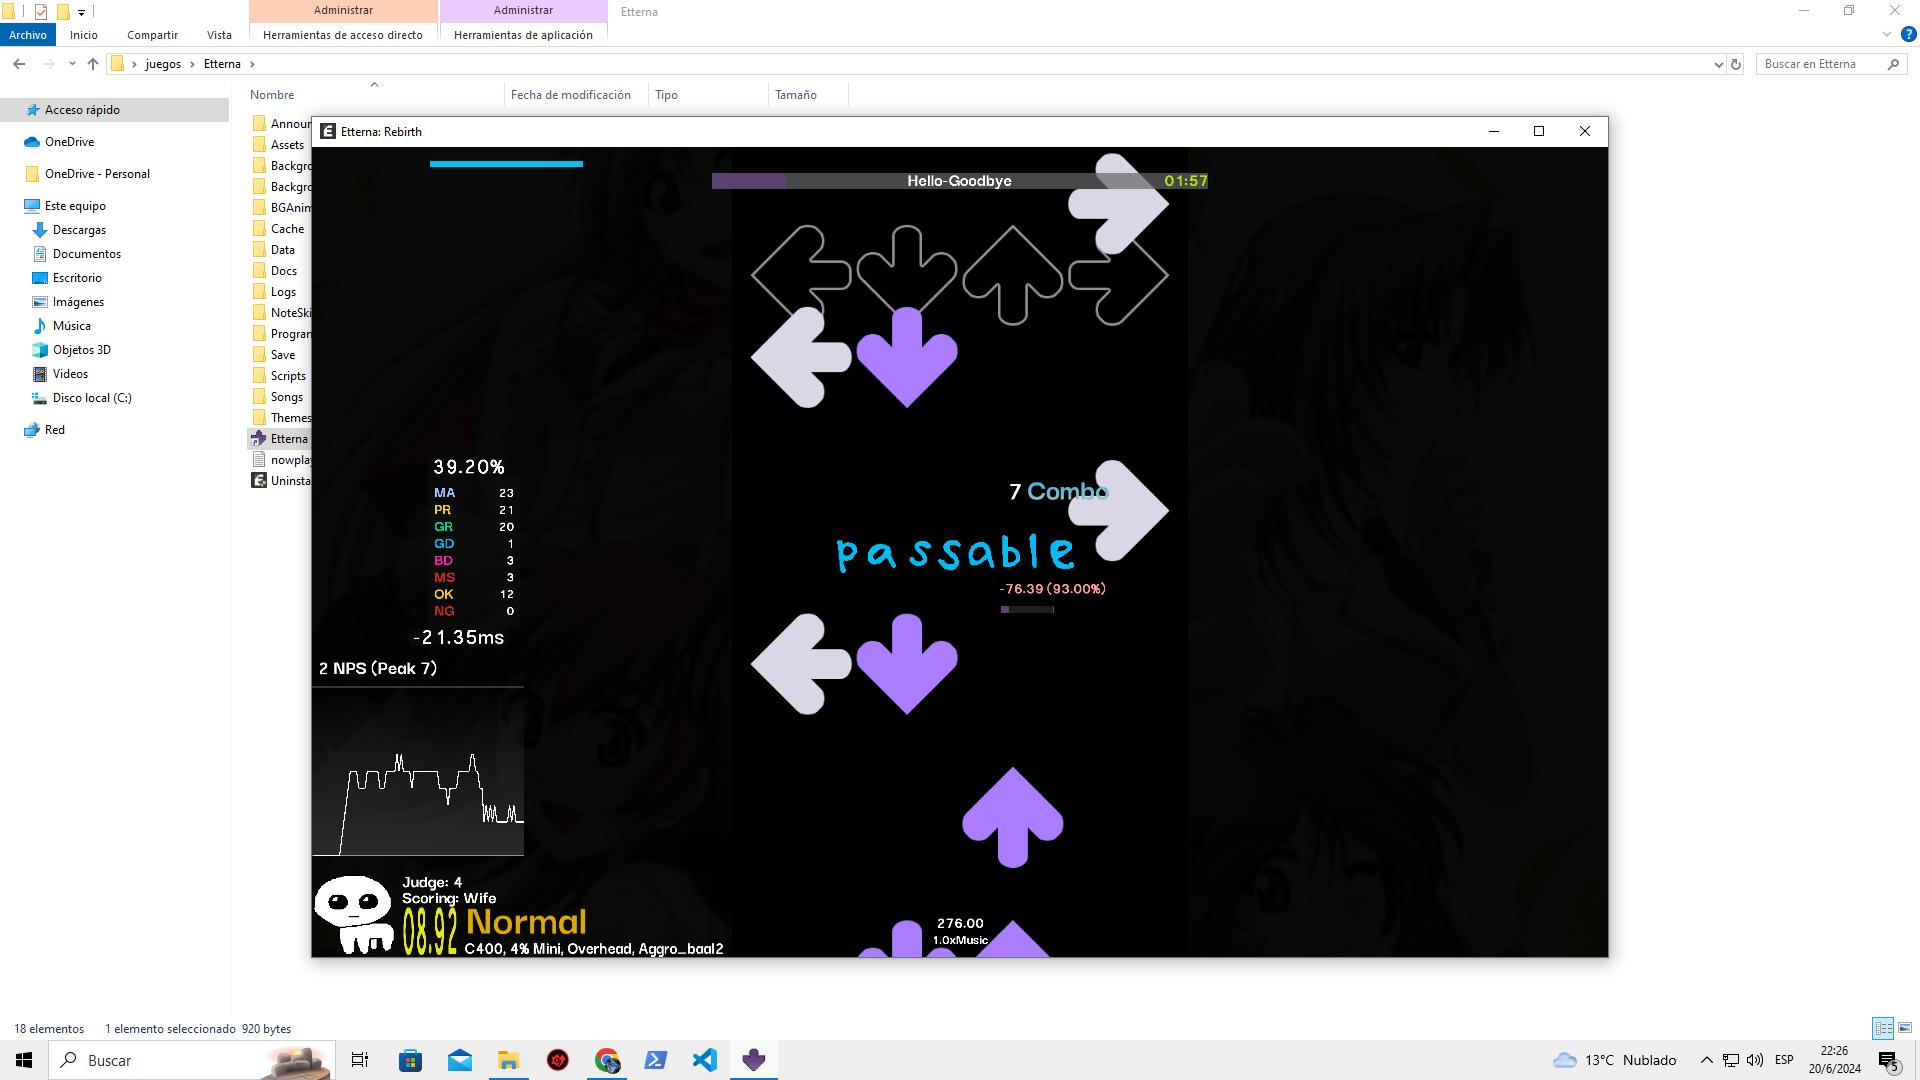 Administrar
Administrar
Etterna
Archivo
Inicio
Compartir
Vista
Herramientas de acceso directo
Herramientas de aplicación
juegos
Etterna
Buscar en Etterna
Nombre
Fecha de modificación
Tipo
Tamaño
Acceso rápido
OneDrive
OneDrive - Personal
Este equipo
Descargas
Documentos
Escritorio
Imágenes
Música
Objetos 3D
Videos
Disco local (C:)
Red
Announ
Assets
Backgro
Backgro
BGAnim
Cache
Data
Docs
Logs
NoteSki
Program
Save
Scripts
Songs
Themes
Etterna
nowplay
Uninsta
Etterna: Rebirth
Hello-Goodbye
01:57
39.20%
MA 23
PR 21
GR 20
GD 1
BD 3
MS 3
OK 12
NG 0
-21.35ms
2 NPS (Peak 7)
7 Combo
passable
-76.39 (93.00%)
Judge: 4
Scoring: Wife
08.92 Normal
C400, 4% Mini, Overhead, Aggro_baal2
276.00
1.0xMusic
18 elementos
1 elemento seleccionado 920 bytes
Buscar
13°C Nublado
ESP
22:26
20/6/2024
5